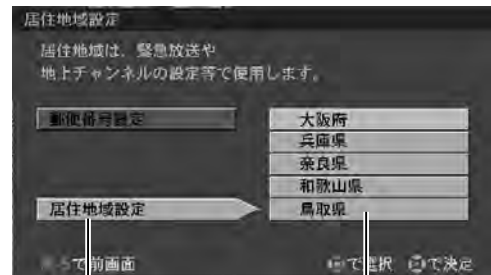 居住地域設定
居住地域は、緊急放送や
地上チャンネルの設定等で使用します。
郵便番号設定
大阪府
兵庫県
奈良県
和歌山県
居住地域設定
鳥取県
で前画面
で選択 で決定